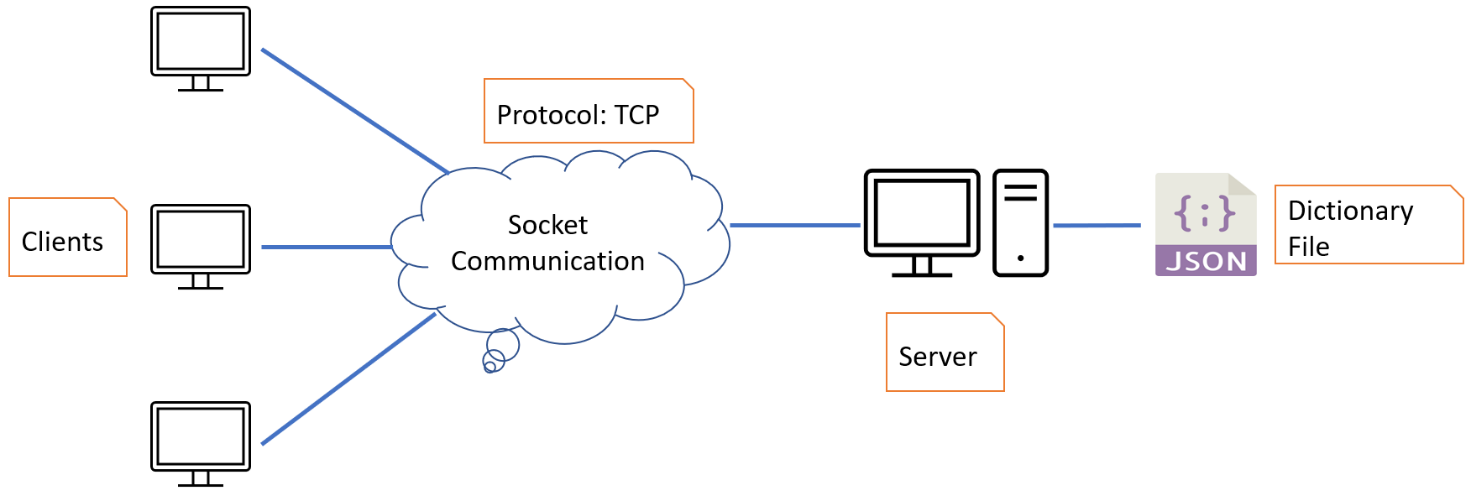 Protocol: TCP
Clients
Socket
Communication
Server
{;}
JSON
Dictionary
File